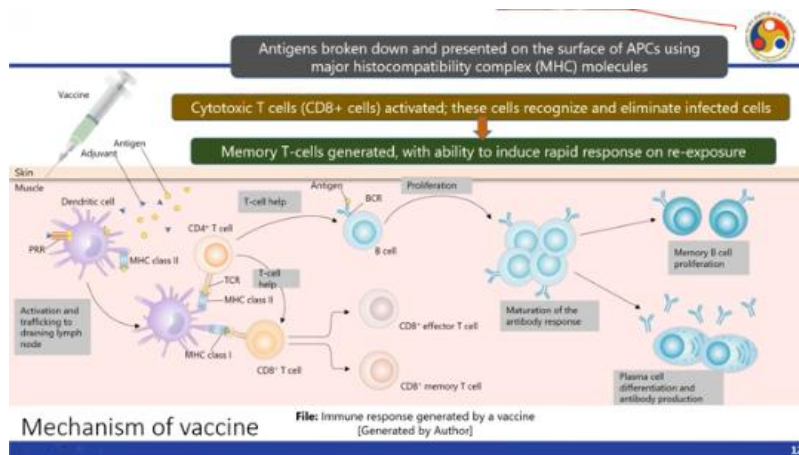 Antigens broken down and presented on the surface of APCs using
major histocompatibility complex (MHC) molecules
Cytotoxic T cells (CD8+ cells) activated; these cells recognize and eliminate infected cells
Memory T-cells generated, with ability to induce rapid response on re-exposure
Vaccine
Adjuvant
Antigen
Skin
Muscle
Dendritic cell
PRR
MHC class II
Activation and
trafficking to
draining lymph
node
CD4⁺ T cell
T-cell help
TCR
T-cell
help
MHC class II
MHC class I
CD8⁺ T cell
Antigen
BCR
B cell
Proliferation
CD8⁺ effector T cell
CD8⁺ memory T cell
Maturation of the
antibody response
Memory B cell
proliferation
Plasma cell
differentiation and
antibody production
Mechanism of vaccine
File: Immune response generated by a vaccine
[Generated by Author]